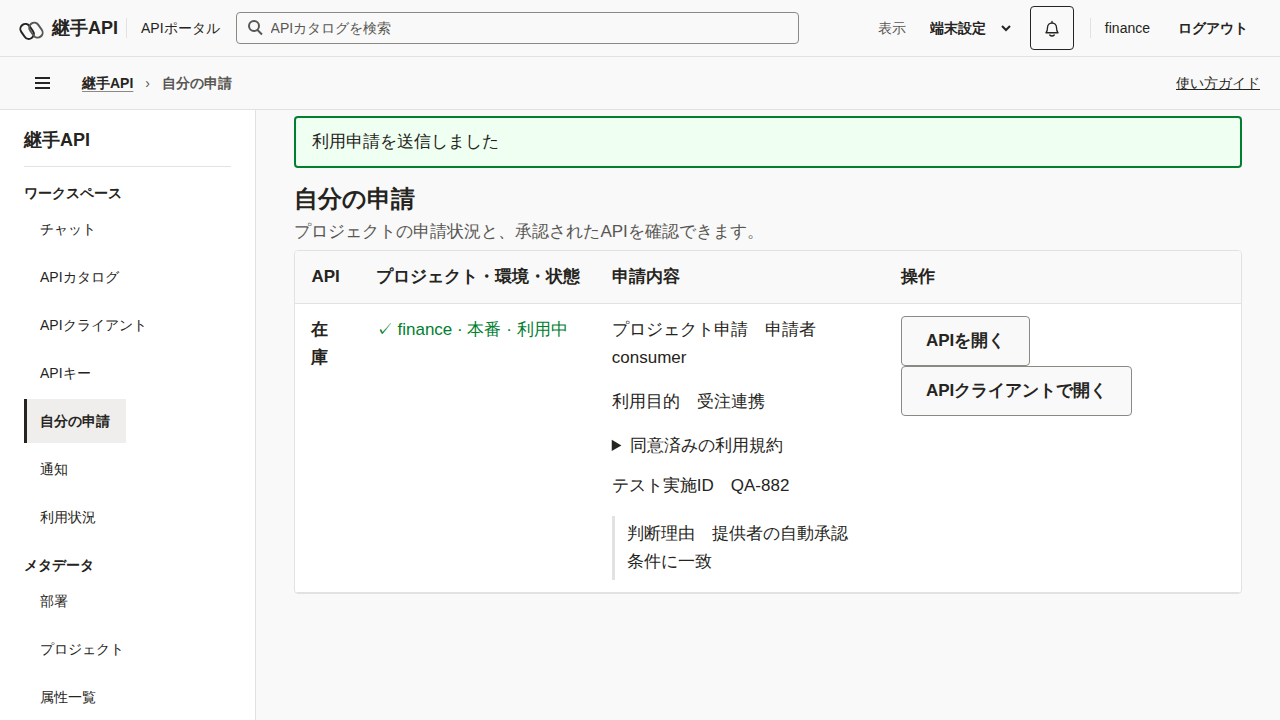 継手API
APIポータル
APIカタログを検索
表示
端末設定
finance
ログアウト
継手API › 自分の申請
使い方ガイド
継手API
ワークスペース
チャット
APIカタログ
APIクライアント
APIキー
自分の申請
通知
利用状況
メタデータ
部署
プロジェクト
属性一覧
利用申請を送信しました
自分の申請
プロジェクトの申請状況と、承認されたAPIを確認できます。
API プロジェクト・環境・状態 申請内容 操作
在
庫
✓ finance · 本番 · 利用中
プロジェクト申請　申請者
consumer
利用目的　受注連携
▶ 同意済みの利用規約
テスト実施ID　QA-882
判断理由　提供者の自動承認
条件に一致
APIを開く
APIクライアントで開く